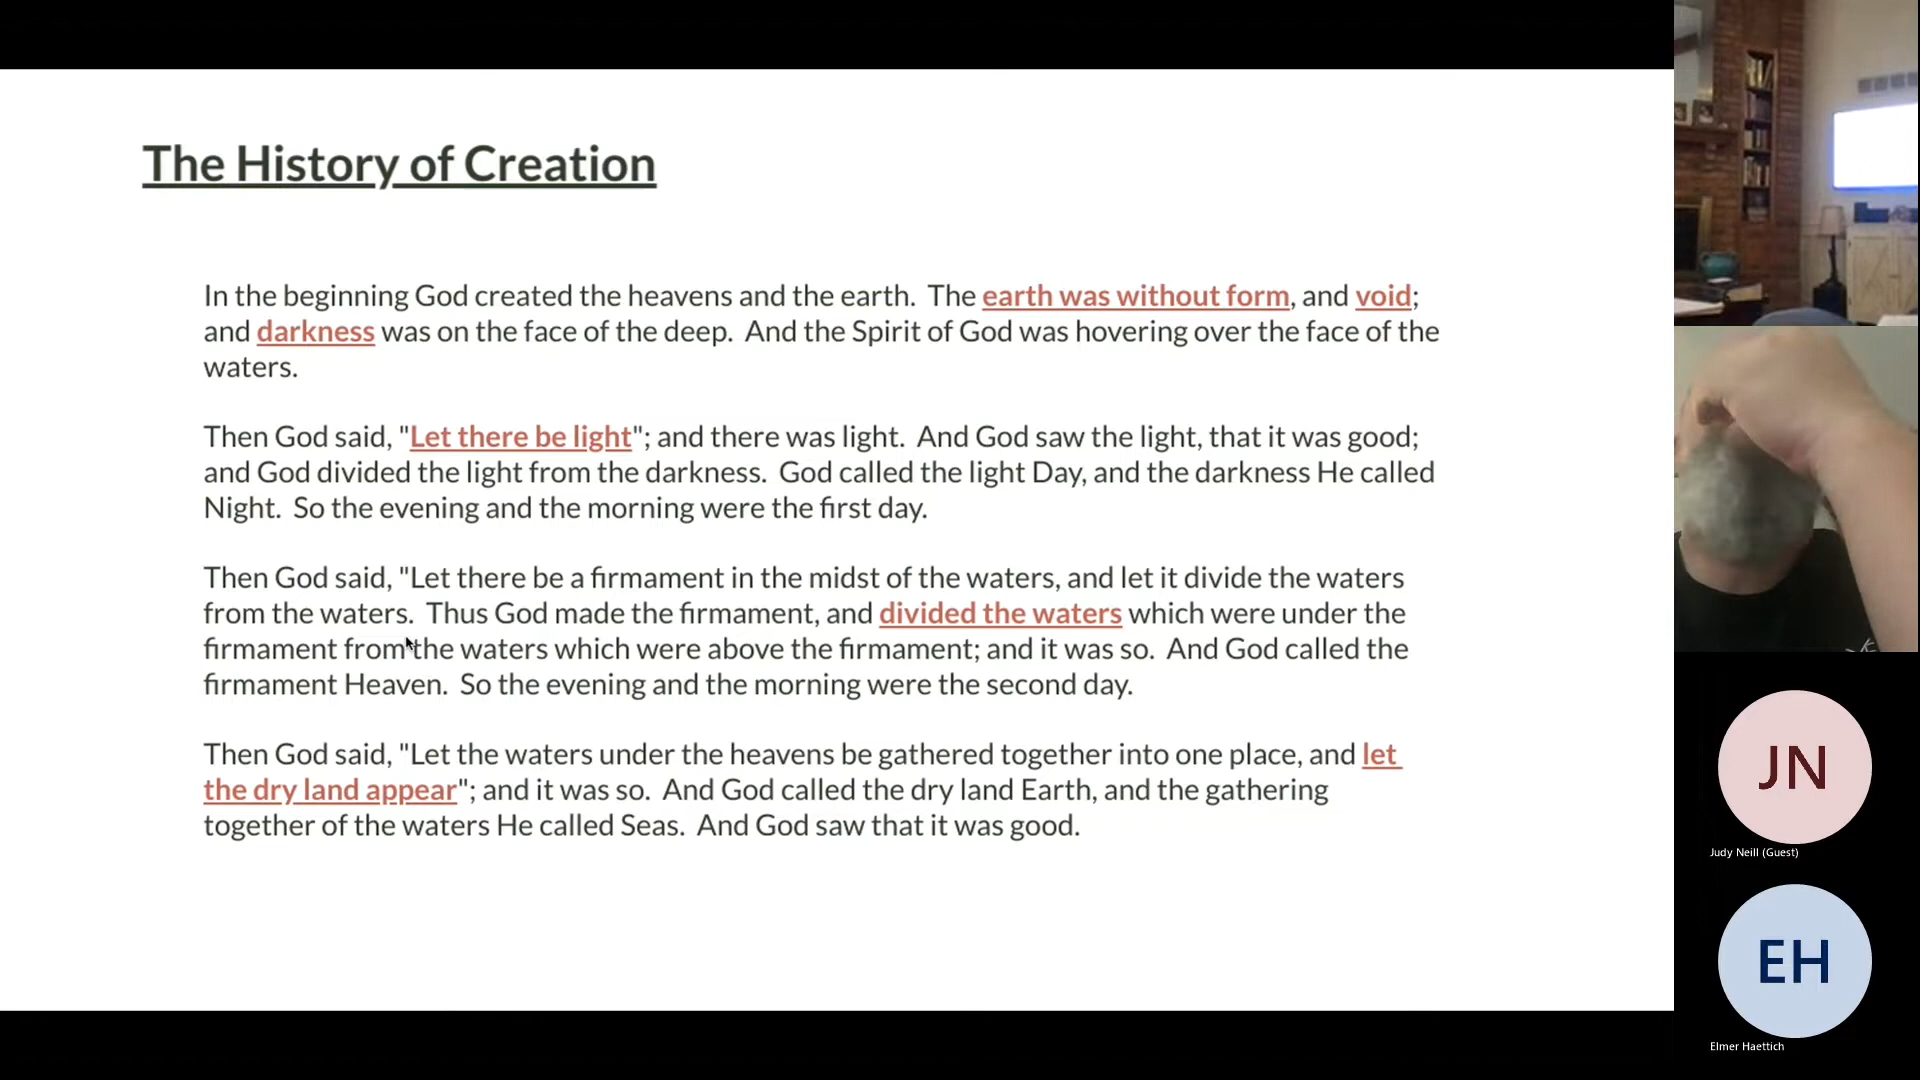 The History of Creation
In the beginning God created the heavens and the earth.  The earth was without form, and void;
and darkness was on the face of the deep.  And the Spirit of God was hovering over the face of the
waters.
Then God said, "Let there be light"; and there was light.  And God saw the light, that it was good;
and God divided the light from the darkness.  God called the light Day, and the darkness He called
Night.  So the evening and the morning were the first day.
Then God said, "Let there be a firmament in the midst of the waters, and let it divide the waters
from the waters.  Thus God made the firmament, and divided the waters which were under the
firmament from the waters which were above the firmament; and it was so.  And God called the
firmament Heaven.  So the evening and the morning were the second day.
Then God said, "Let the waters under the heavens be gathered together into one place, and let
the dry land appear"; and it was so.  And God called the dry land Earth, and the gathering
together of the waters He called Seas.  And God saw that it was good.
JN
Judy Neill (Guest)
EH
Elmer Haettich